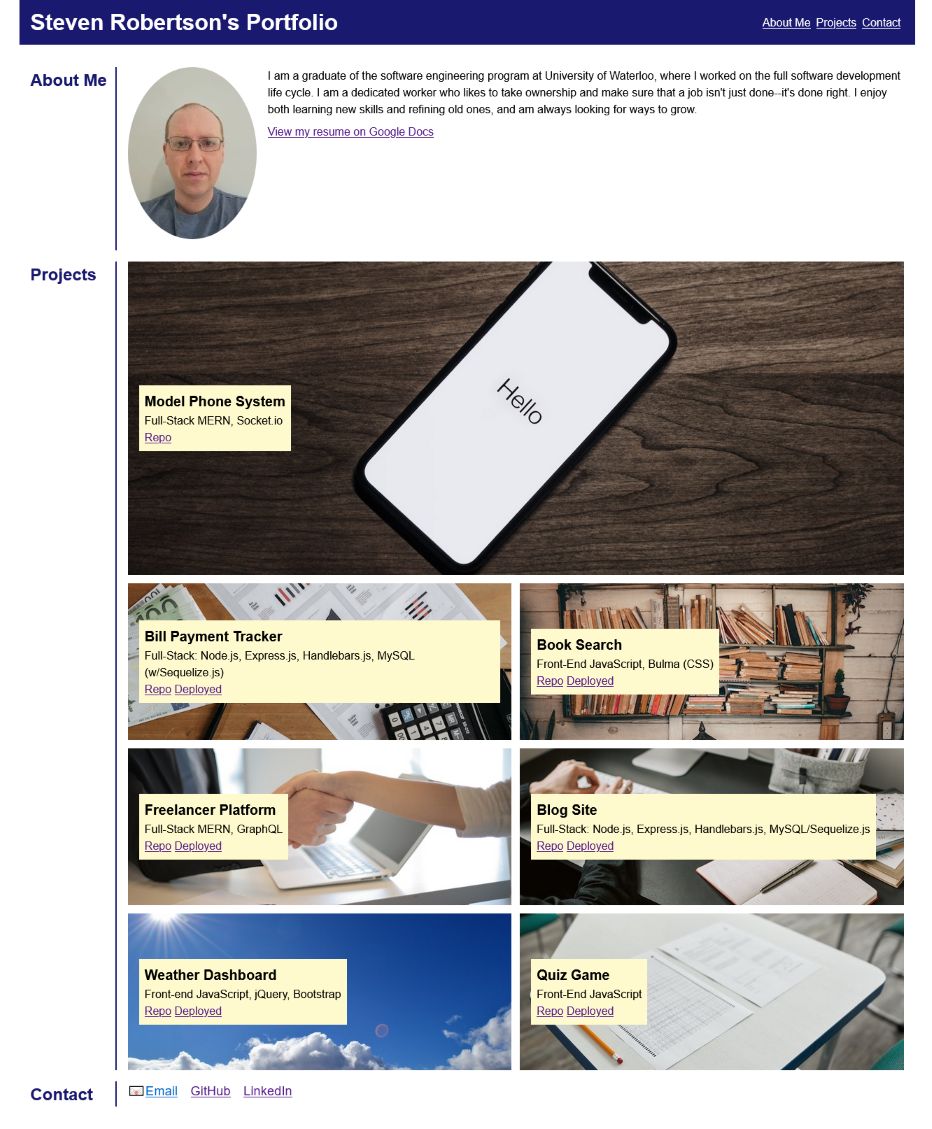 Steven Robertson's Portfolio
About Me Projects Contact
About Me
I am a graduate of the software engineering program at University of Waterloo, where I worked on the full software development
life cycle. I am a dedicated worker who likes to take ownership and make sure that a job isn't just done--it's done right. I enjoy
both learning new skills and refining old ones, and am always looking for ways to grow.
View my resume on Google Docs
Projects
Hello
Model Phone System
Full-Stack MERN, Socket.io
Repo
Bill Payment Tracker
Full-Stack: Node.js, Express.js, Handlebars.js, MySQL
(w/Sequelize.js)
Repo Deployed
Book Search
Front-End JavaScript, Bulma (CSS)
Repo Deployed
Freelancer Platform
Full-Stack MERN, GraphQL
Repo Deployed
Blog Site
Full-Stack: Node.js, Express.js, Handlebars.js, MySQL/Sequelize.js
Repo Deployed
Weather Dashboard
Front-end JavaScript, jQuery, Bootstrap
Repo Deployed
Quiz Game
Front-End JavaScript
Repo Deployed
Contact
Email GitHub LinkedIn